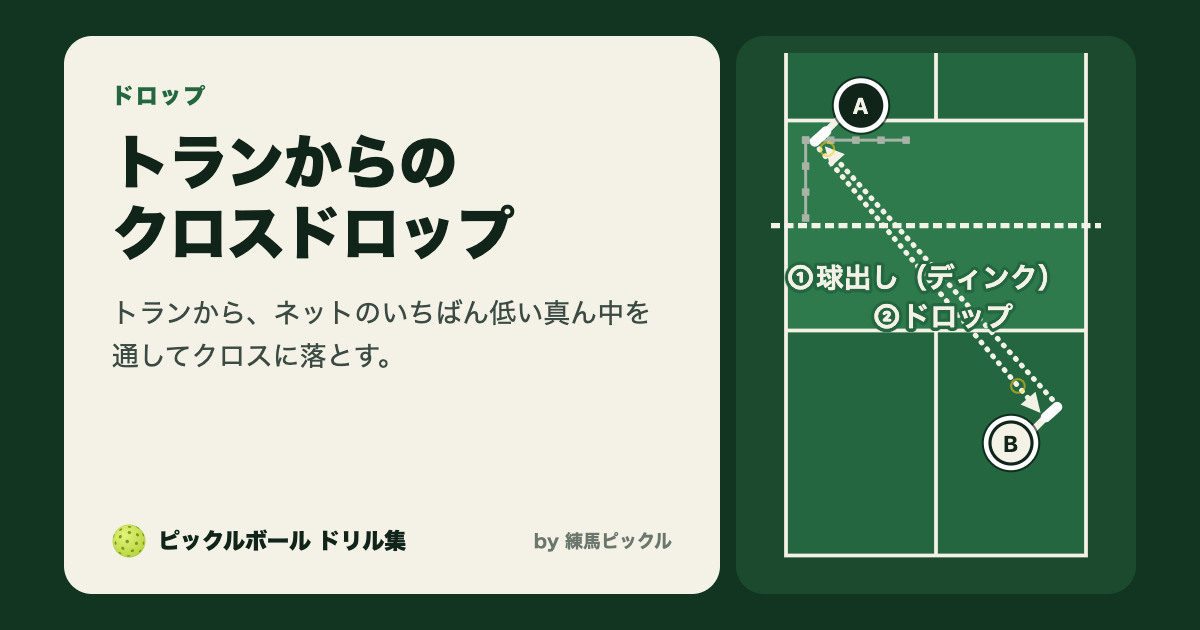 ドロップ
トランからの
クロスドロップ
トランから、ネットのいちばん低い真ん中を
通してクロスに落とす。
ピックルボール ドリル集
by 練馬ピックル
A
①球出し（ディンク）
②ドロップ
B